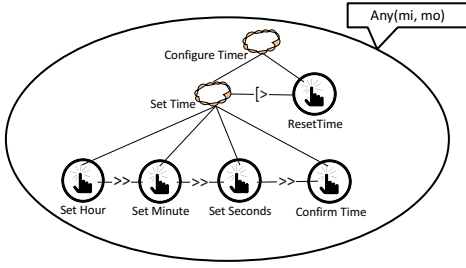 Any(mi, mo)
Configure Timer
Set Time
[>
ResetTime
>> >> >>
Set Hour Set Minute Set Seconds Confirm Time